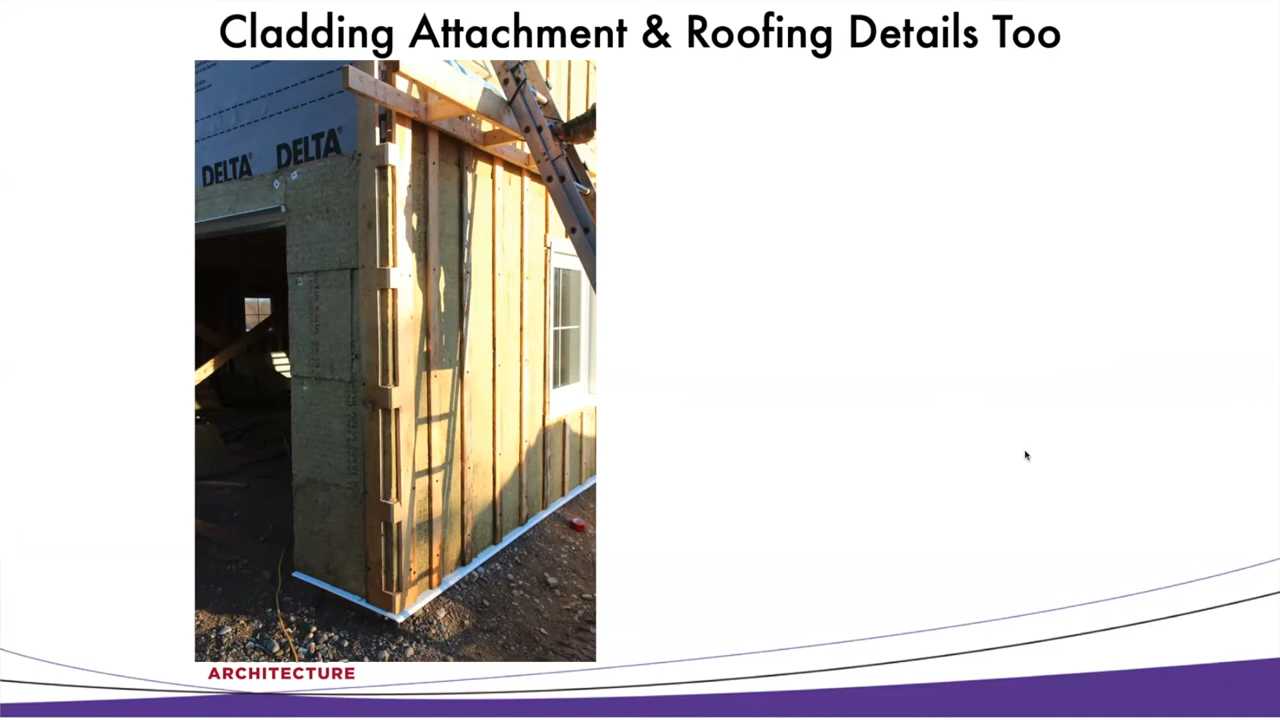 Cladding Attachment & Roofing Details Too
DELTA®
DELTA®
ARCHITECTURE